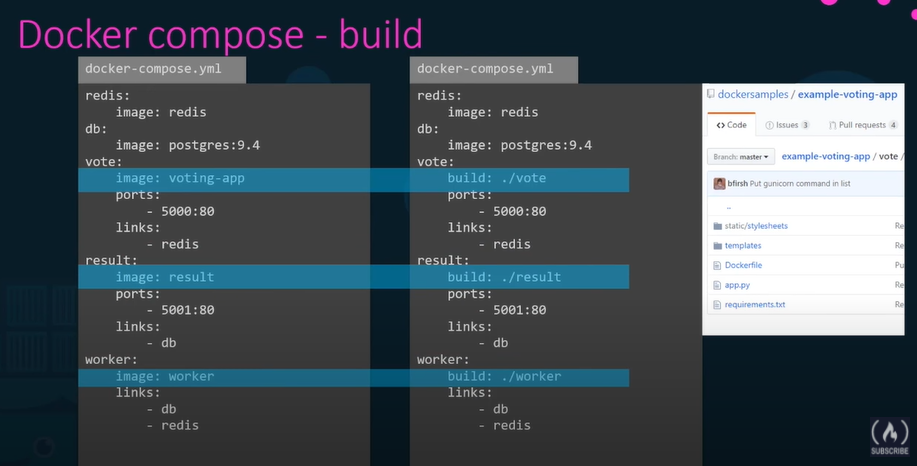 Docker compose - build
docker-compose.yml
redis:
    image: redis
db:
    image: postgres:9.4
vote:
    image: voting-app
    ports:
        - 5000:80
    links:
        - redis
result:
    image: result
    ports:
        - 5001:80
    links:
        - db
worker:
    image: worker
    links:
        - db
        - redis
docker-compose.yml
redis:
    image: redis
db:
    image: postgres:9.4
vote:
    build: ./vote
    ports:
        - 5000:80
    links:
        - redis
result:
    build: ./result
    ports:
        - 5001:80
    links:
        - db
worker:
    build: ./worker
    links:
        - db
        - redis
dockersamples / example-voting-app
<> Code Issues 3 Pull requests 4
Branch: master example-voting-app / vote /
bfirsh Put gunicorn command in list
..
static/stylesheets Re
templates Re
Dockerfile Pu
app.py Re
requirements.txt Re
SUBSCRIBE